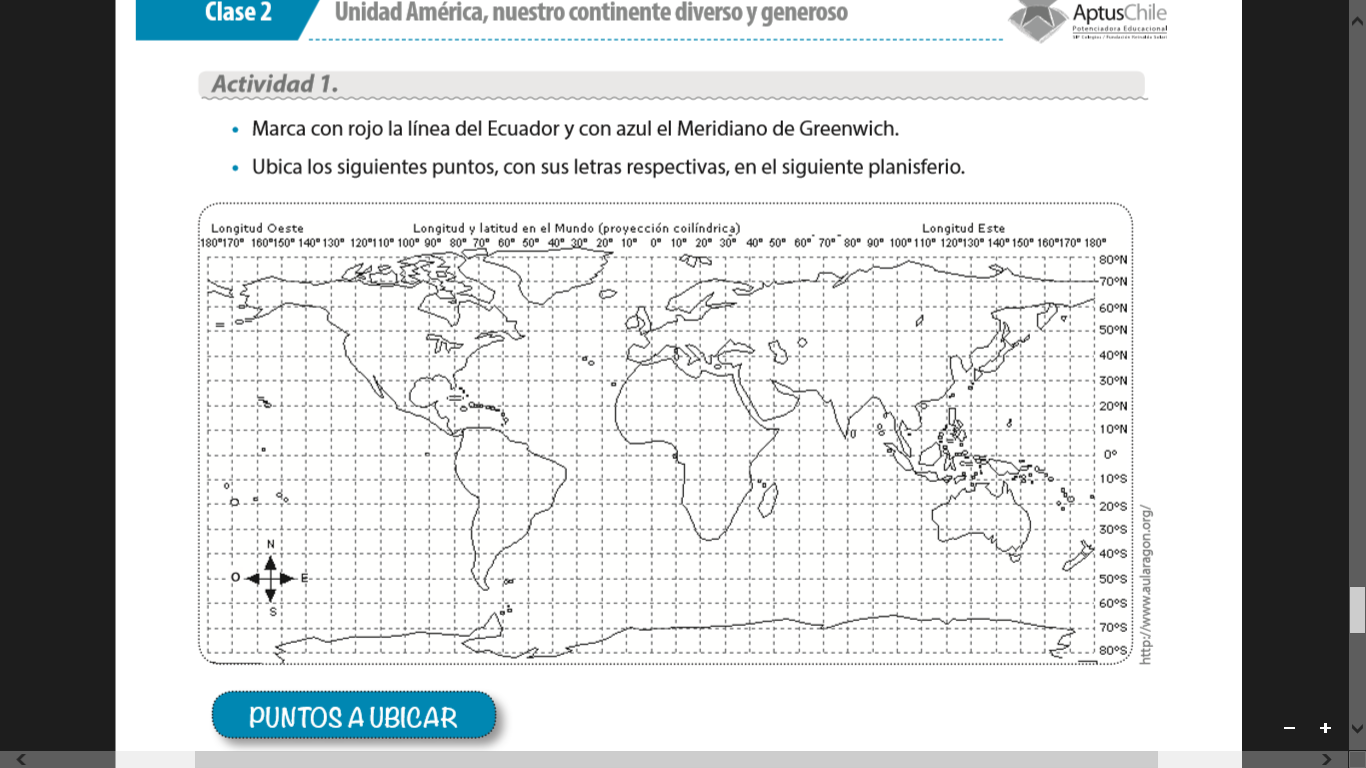 Clase 2
Unidad América, nuestro continente diverso y generoso
AptusChile
Potenciadora Educacional
Actividad 1.
• Marca con rojo la línea del Ecuador y con azul el Meridiano de Greenwich.
• Ubica los siguientes puntos, con sus letras respectivas, en el siguiente planisferio.
Longitud Oeste
Longitud y latitud en el Mundo (proyección coilíndrica)
Longitud Este
180° 170° 160° 150° 140° 130° 120° 110° 100° 90° 80° 70° 60° 50° 40° 30° 20° 10° 0° 10° 20° 30° 40° 50° 60° 70° 80° 90° 100° 110° 120° 130° 140° 150° 160° 170° 180°
80°N
70°N
60°N
50°N
40°N
30°N
20°N
10°N
0°
10°S
20°S
30°S
40°S
50°S
60°S
70°S
80°S
N
O E
S
http://www.aularagon.org/
PUNTOS A UBICAR